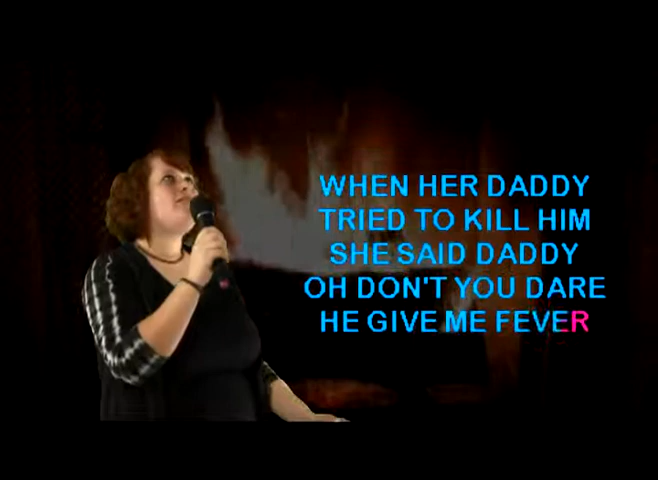 WHEN HER DADDY
TRIED TO KILL HIM
SHE SAID DADDY
OH DON'T YOU DARE
HE GIVE ME FEVER